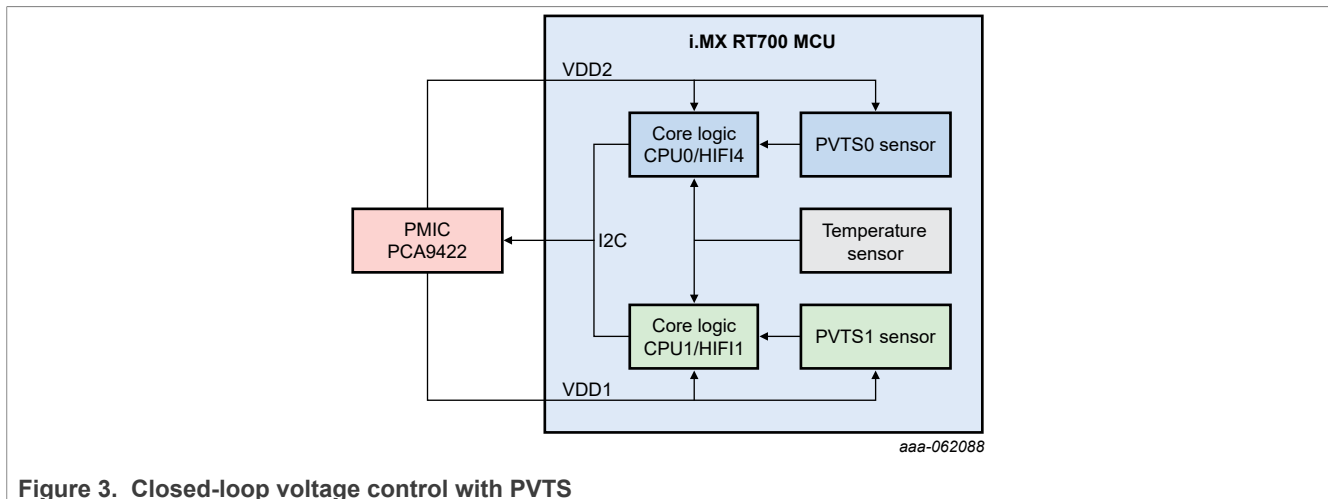 i.MX RT700 MCU
VDD2
Core logic
CPU0/HIFI4
PVTS0 sensor
PMIC
PCA9422
I2C
Temperature
sensor
Core logic
CPU1/HIFI1
PVTS1 sensor
VDD1
aaa-062088
Figure 3. Closed-loop voltage control with PVTS